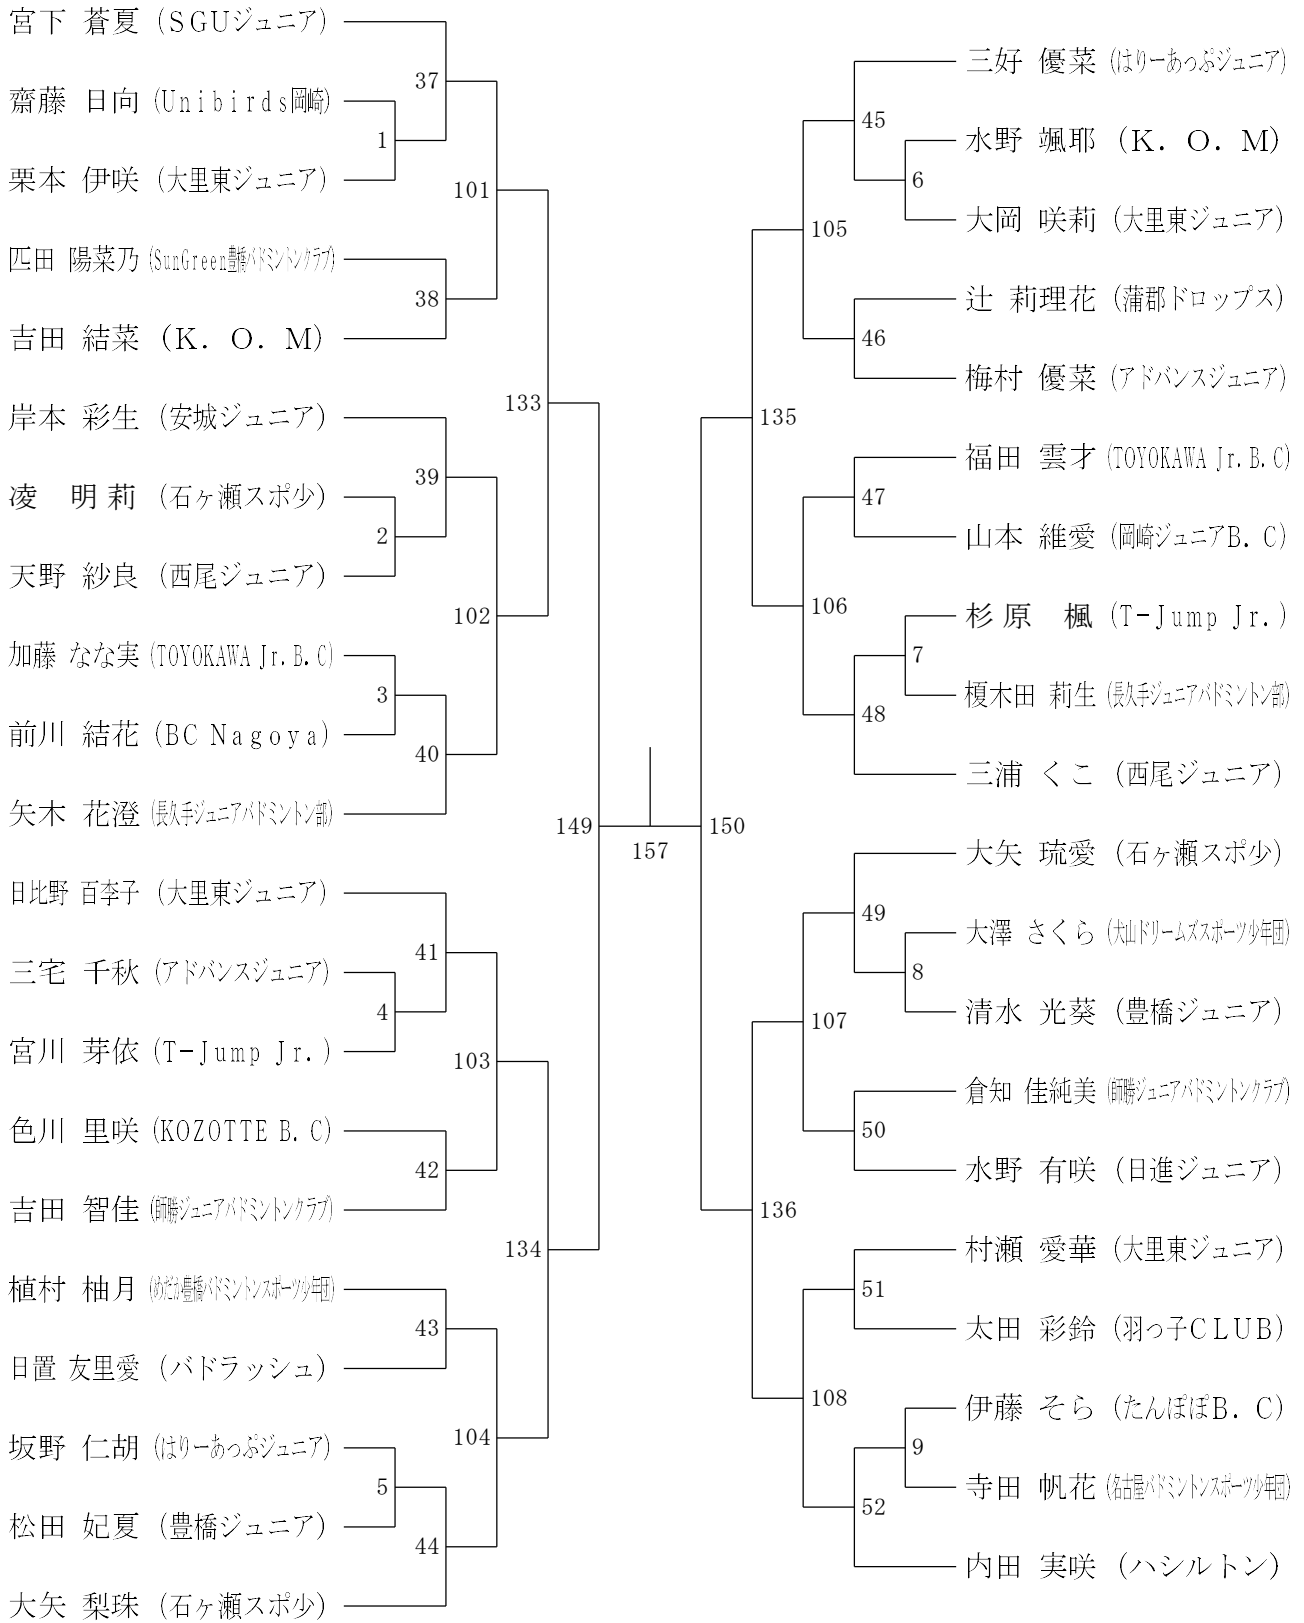 宮下 蒼夏 (SGUジュニア)
齋藤 日向 (Unibirds岡崎)
栗本 伊咲 (大里東ジュニア)
匹田 陽菜乃 (SunGreen豊橋バドミントンクラブ)
吉田 結菜 (K．O．M)
岸本 彩生 (安城ジュニア)
凌 明莉 (石ヶ瀬スポ少)
天野 紗良 (西尾ジュニア)
加藤 なな実 (TOYOKAWA Jr.B.C)
前川 結花 (BC Nagoya)
矢木 花澄 (長久手ジュニアバドミントン部)
日比野 百李子 (大里東ジュニア)
三宅 千秋 (アドバンスジュニア)
宮川 芽依 (T-Jump Jr.)
色川 里咲 (KOZOTTE B.C)
吉田 智佳 (師勝ジュニアバドミントンクラブ)
植村 柚月 (めだか豊橋バドミントンスポーツ少年団)
日置 友里愛 (バドラッシュ)
坂野 仁胡 (はりーあっぷジュニア)
松田 妃夏 (豊橋ジュニア)
大矢 梨珠 (石ヶ瀬スポ少)
1
2
3
4
5
37
38
39
40
41
42
43
44
101
102
103
104
133
134
149
157
150
135
136
105
106
107
108
45
46
47
48
49
50
51
52
6
7
8
9
三好 優菜 (はりーあっぷジュニア)
水野 颯耶 (K．O．M)
大岡 咲莉 (大里東ジュニア)
辻 莉理花 (蒲郡ドロップス)
梅村 優菜 (アドバンスジュニア)
福田 雲才 (TOYOKAWA Jr.B.C)
山本 維愛 (岡崎ジュニアB.C)
杉原 楓 (T-Jump Jr.)
榎木田 莉生 (長久手ジュニアバドミントン部)
三浦 くこ (西尾ジュニア)
大矢 琉愛 (石ヶ瀬スポ少)
大澤 さくら (犬山ドリームズスポーツ少年団)
清水 光葵 (豊橋ジュニア)
倉知 佳純美 (師勝ジュニアバドミントンクラブ)
水野 有咲 (日進ジュニア)
村瀬 愛華 (大里東ジュニア)
太田 彩鈴 (羽っ子CLUB)
伊藤 そら (たんぽぽB.C)
寺田 帆花 (名古屋バドミントンスポーツ少年団)
内田 実咲 (ハシルトン)